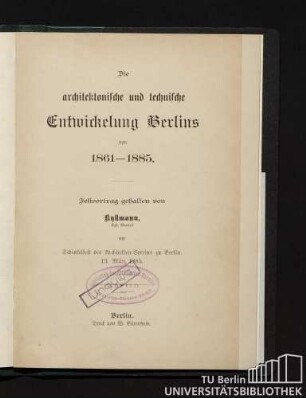 Die
architektonische und technische
Entwickelung Berlins
von
1861—1885.
Festvortrag gehalten von
Kyllmann,
am
Schinkelfest des Architekten-Vereins zu Berlin.
13. März 1885.
Berlin.
Druck von W.
TU Berlin
UNIVERSITÄTSBIBLIOTHEK